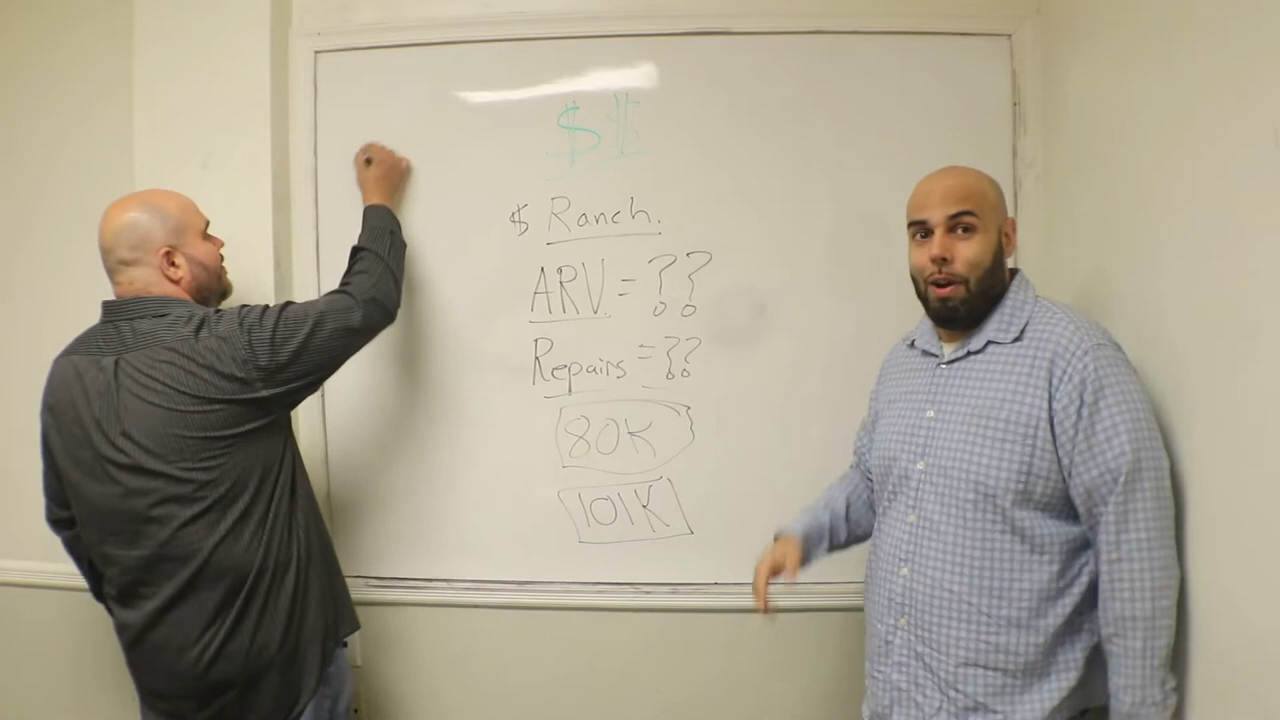 $$
$ Ranch.
ARV. = ??
Repairs = ??
80K
101K